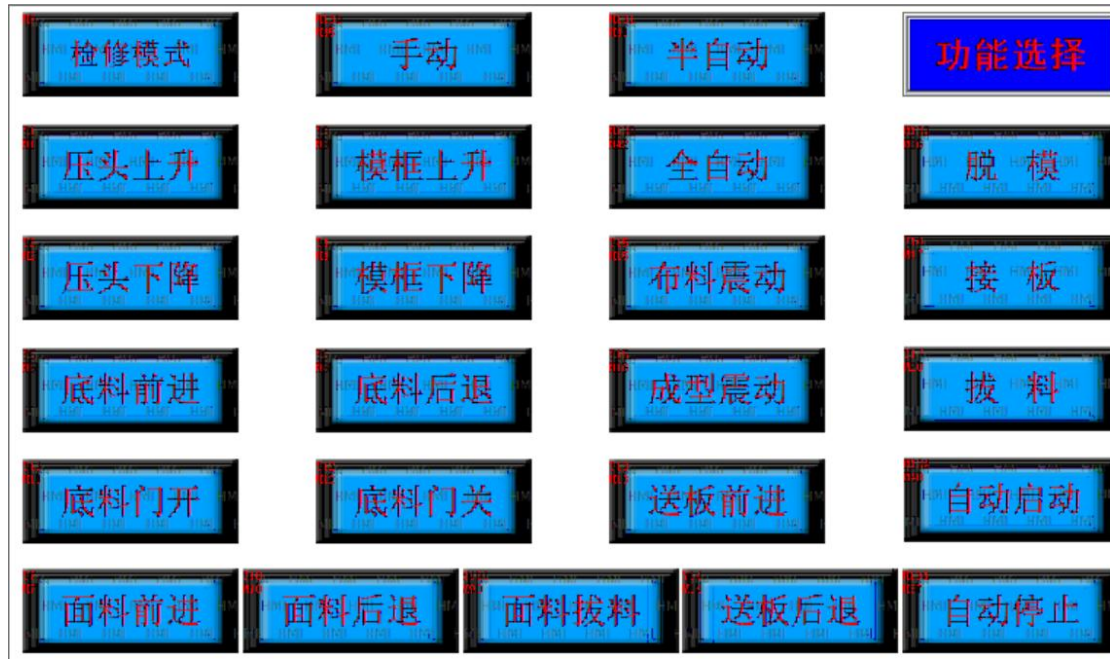 检修模式 手动 半自动 功能选择
压头上升 模框上升 全自动 脱 模
压头下降 模框下降 布料震动 接 板
底料前进 底料后退 成型震动 拔 料
底料门开 底料门关 送板前进 自动启动
面料前进 面料后退 面料拔料 送板后退 自动停止